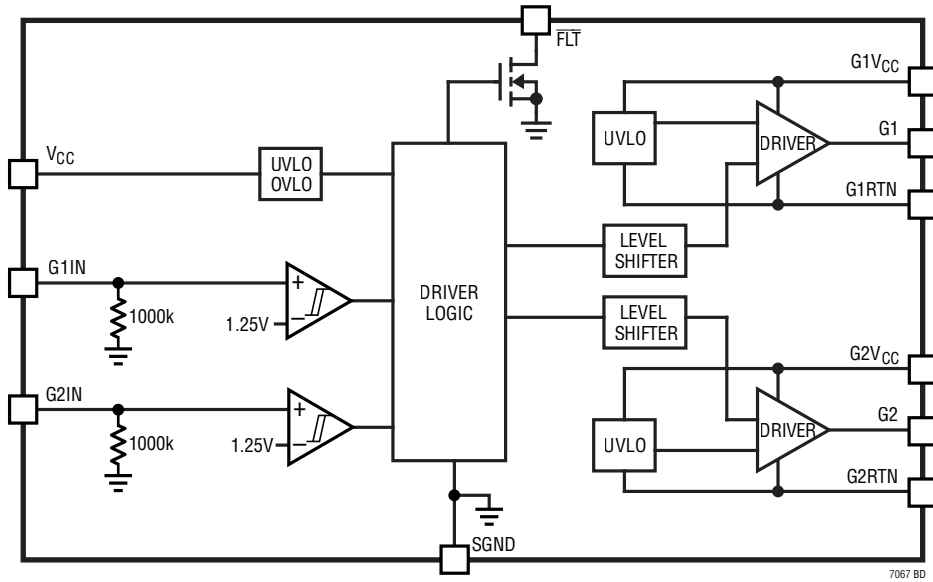 FLT
G1VCC
G1
G1RTN
UVLO
DRIVER
VCC
UVLO
OVLO
G1IN
1000k
1.25V
DRIVER
LOGIC
LEVEL
SHIFTER
LEVEL
SHIFTER
G2IN
1000k
1.25V
G2VCC
G2
G2RTN
UVLO
DRIVER
SGND
7067 BD